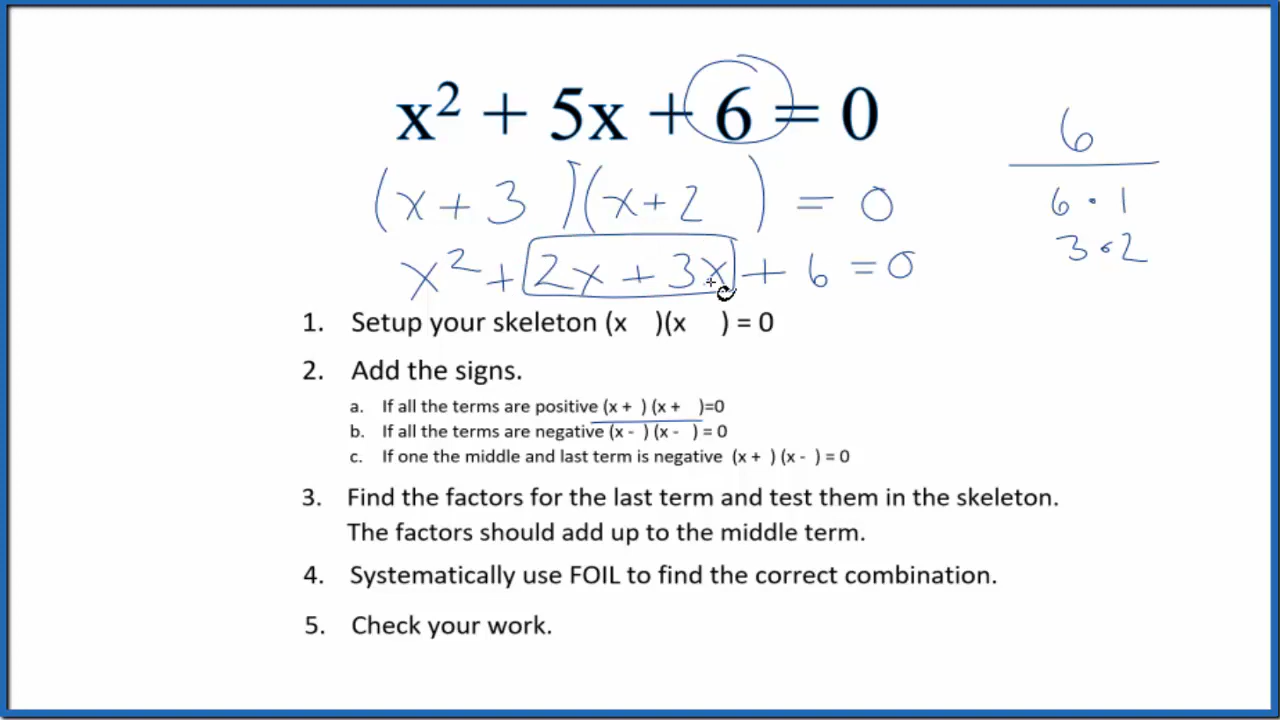 x² + 5x + 6 = 0
(x + 3 )(x + 2 ) = 0
x² + 2x + 3x + 6 = 0
6
6 · 1
3 · 2
1. Setup your skeleton (x  )(x  ) = 0
2. Add the signs.
a. If all the terms are positive (x +  ) (x +  )=0
b. If all the terms are negative (x -  ) (x -  ) = 0
c. If one the middle and last term is negative (x +  ) (x -  ) = 0
3. Find the factors for the last term and test them in the skeleton.
The factors should add up to the middle term.
4. Systematically use FOIL to find the correct combination.
5. Check your work.